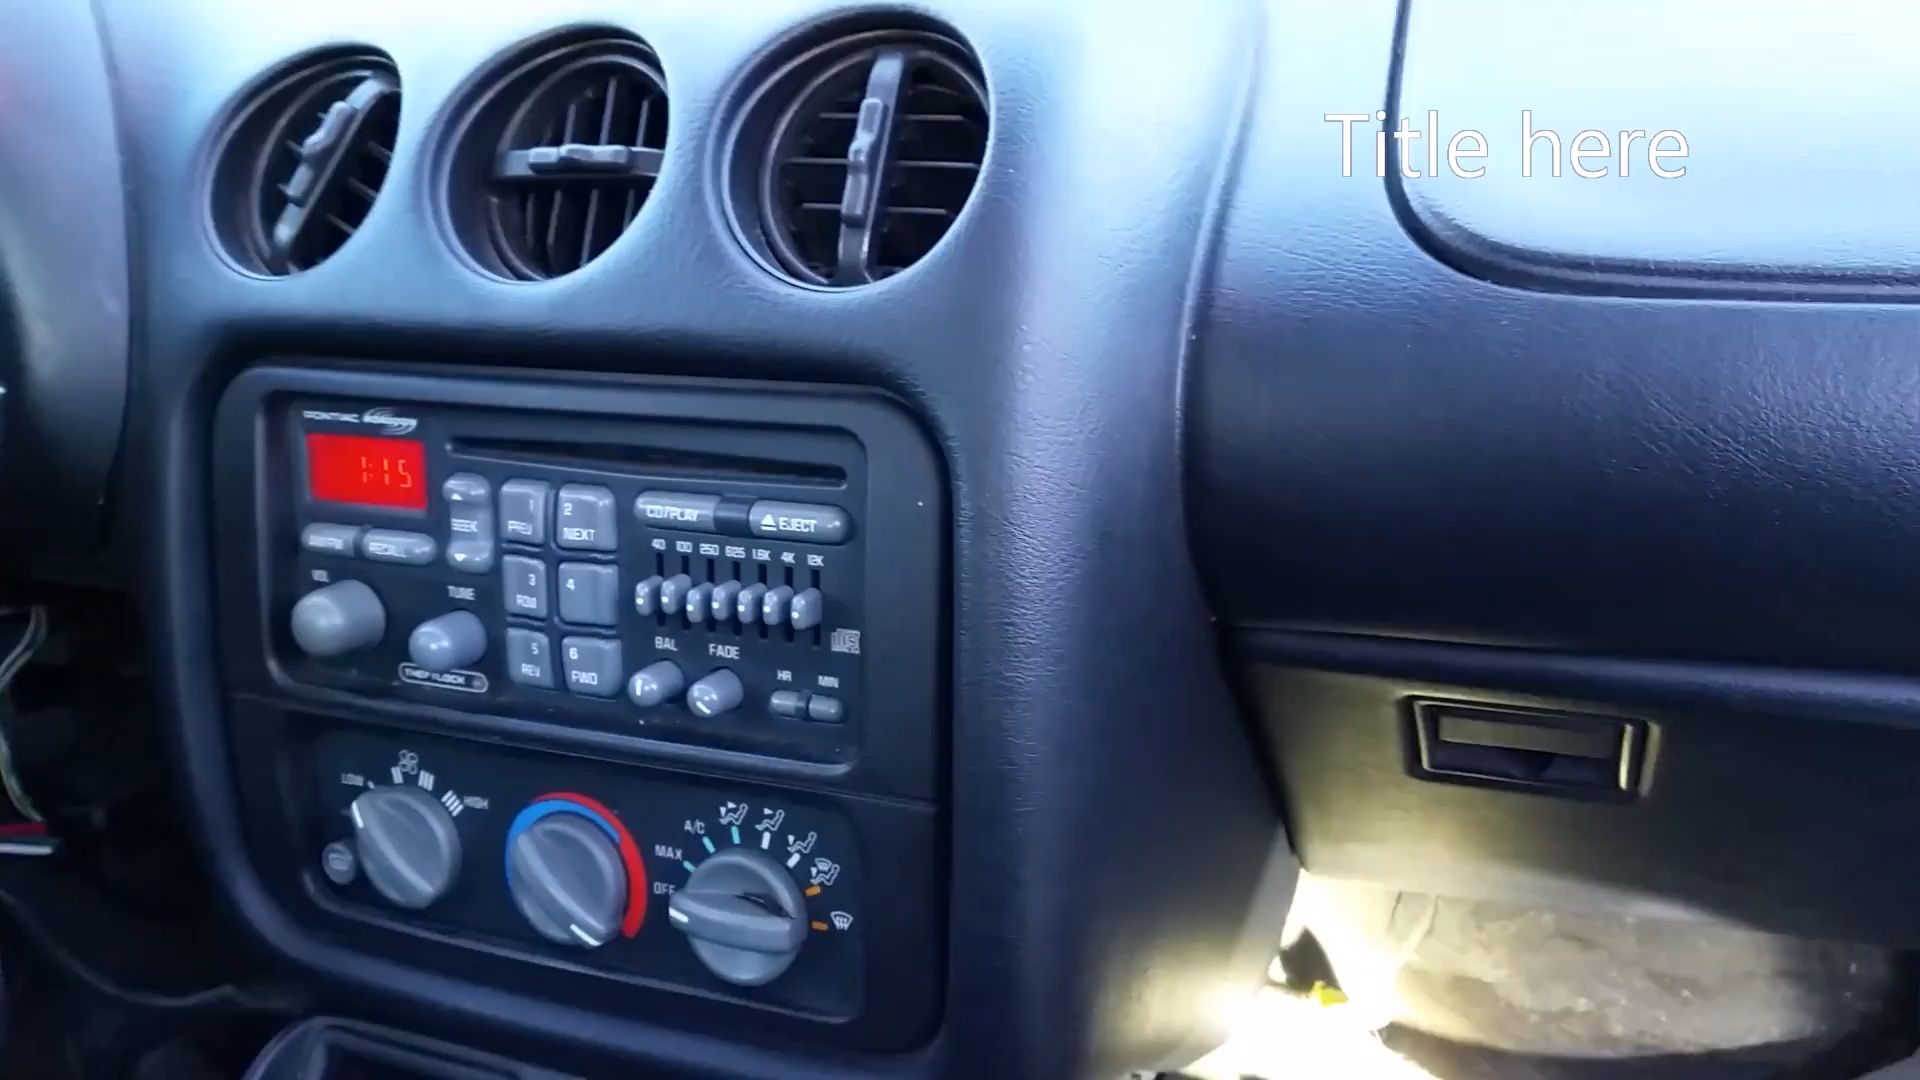 Title here
PONTIAC
1:15
CD/PLAY
EJECT
SEEK
1
PREV
2
NEXT
AM/FM
RECALL
40 100 250 625 1.6K 4K 12K
VOL
TUNE
3
4
BAL
FADE
5
REV
6
FWD
THEFTLOCK
HR
MIN
LOW
HIGH
A/C
MAX
OFF